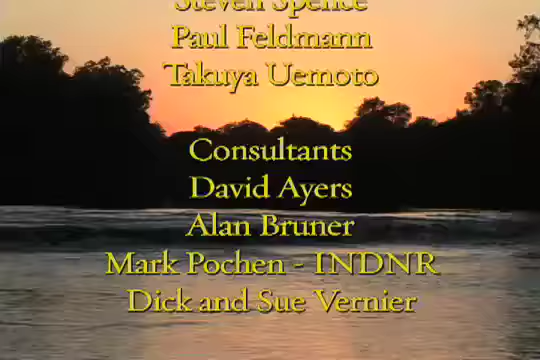 Steven Spence
Paul Feldmann
Takuya Uemoto
Consultants
David Ayers
Alan Bruner
Mark Pochen - INDNR
Dick and Sue Vernier